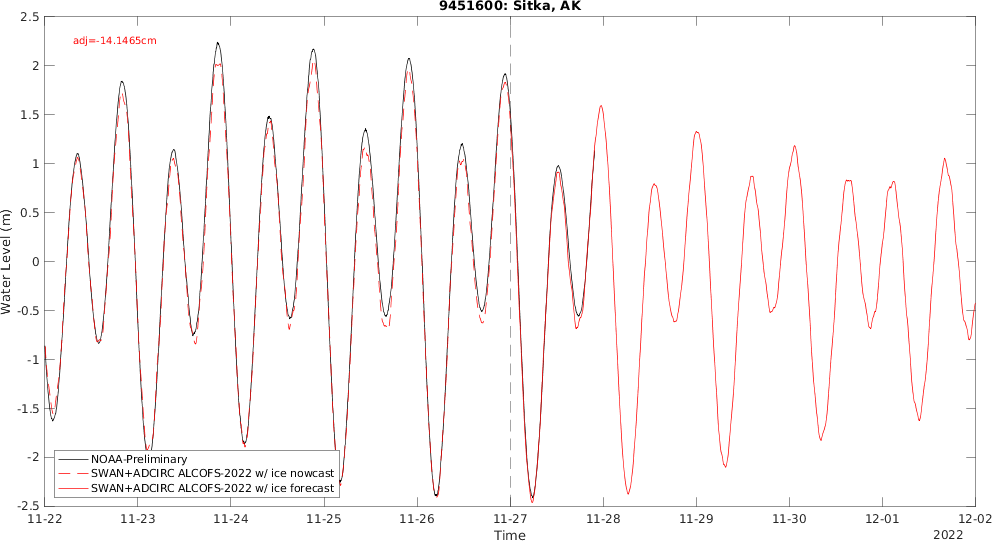 9451600: Sitka, AK
adj=-14.1465cm
2.5
2
1.5
1
0.5
0
-0.5
-1
-1.5
-2
-2.5
Water Level (m)
NOAA-Preliminary
SWAN+ADCIRC ALCOFS-2022 w/ ice nowcast
SWAN+ADCIRC ALCOFS-2022 w/ ice forecast
11-22 11-23 11-24 11-25 11-26 11-27 11-28 11-29 11-30 12-01 12-02
Time
2022